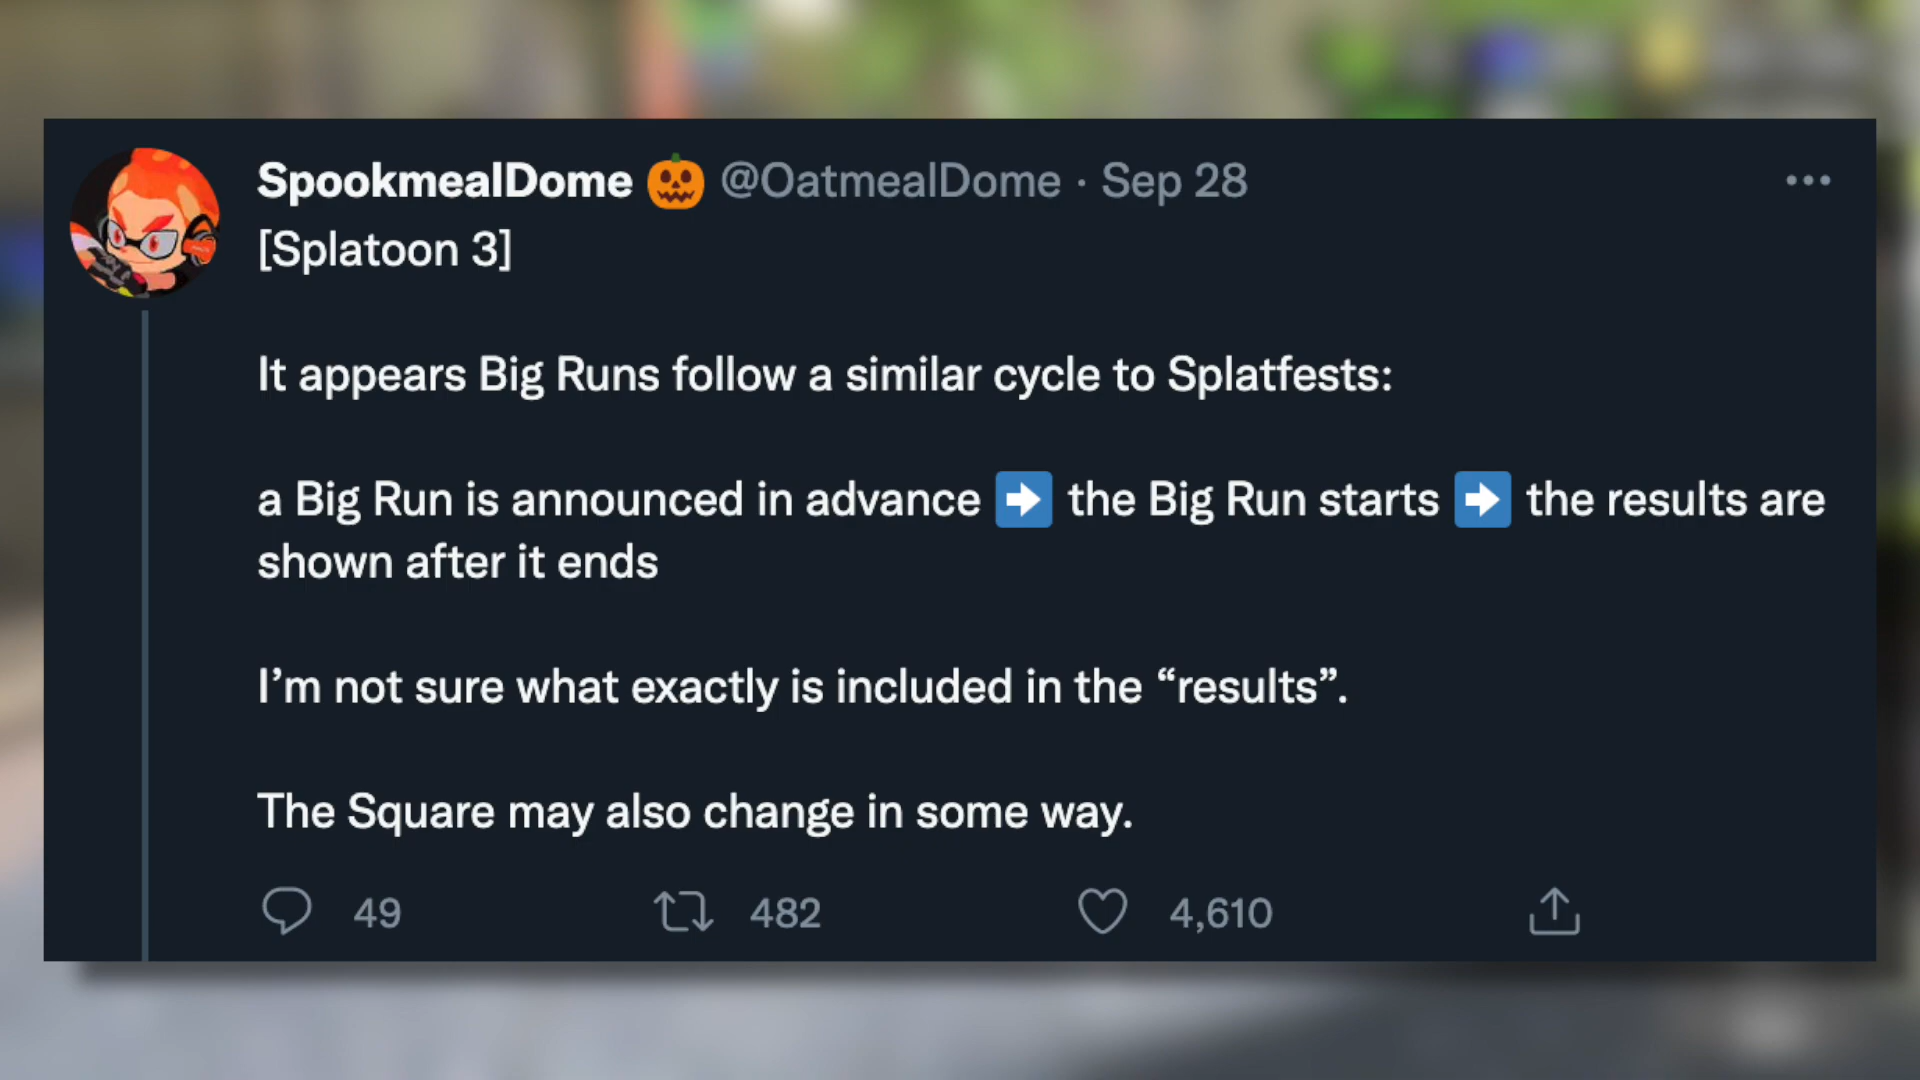 SpookmealDome 🎃 @OatmealDome · Sep 28
[Splatoon 3]
It appears Big Runs follow a similar cycle to Splatfests:
a Big Run is announced in advance ➡️ the Big Run starts ➡️ the results are
shown after it ends
I’m not sure what exactly is included in the “results”.
The Square may also change in some way.
49 482 4,610